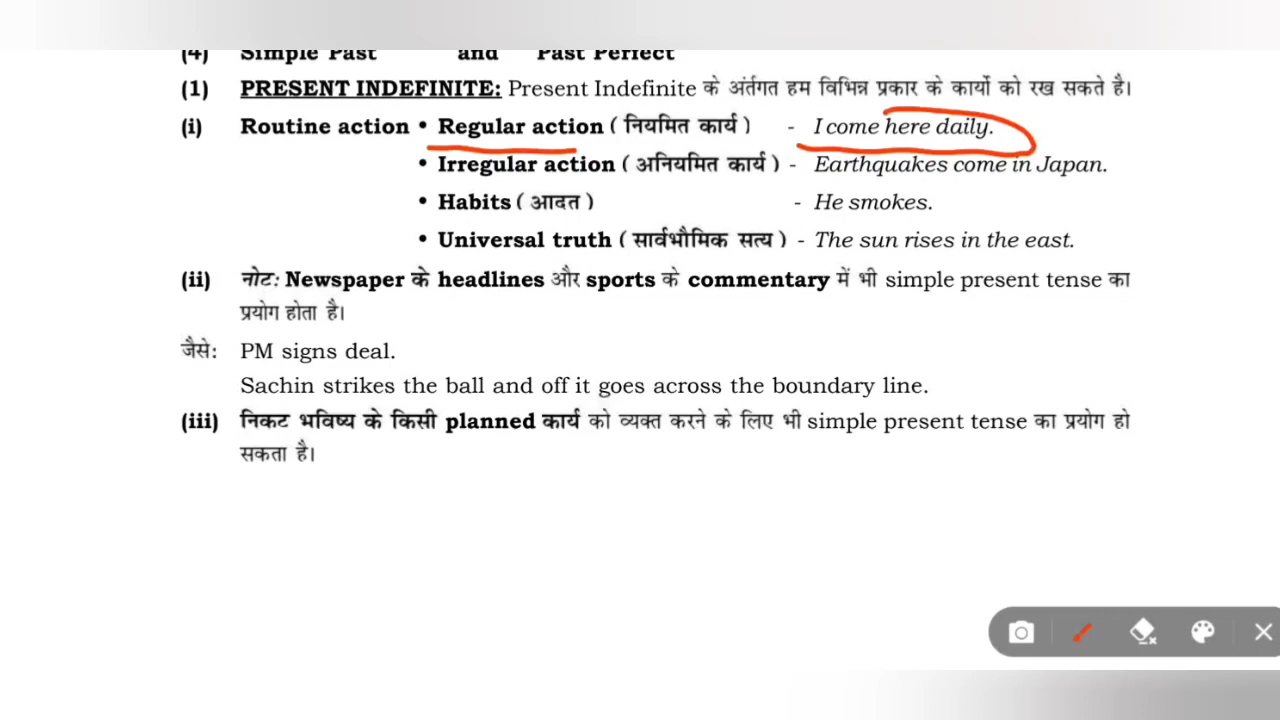 (4) Simple Past and Past Perfect
(1) PRESENT INDEFINITE: Present Indefinite के अंर्तगत हम विभिन्न प्रकार के कार्यो को रख सकते है।
(i) Routine action • Regular action ( नियमित कार्य ) - I come here daily.
• Irregular action ( अनियमित कार्य ) - Earthquakes come in Japan.
• Habits ( आदत ) - He smokes.
• Universal truth ( सार्वभौमिक सत्य ) - The sun rises in the east.
(ii) नोट: Newspaper के headlines और sports के commentary में भी simple present tense का
प्रयोग होता है।
जैसे: PM signs deal.
Sachin strikes the ball and off it goes across the boundary line.
(iii) निकट भविष्य के किसी planned कार्य को व्यक्त करने के लिए भी simple present tense का प्रयोग हो
सकता है।